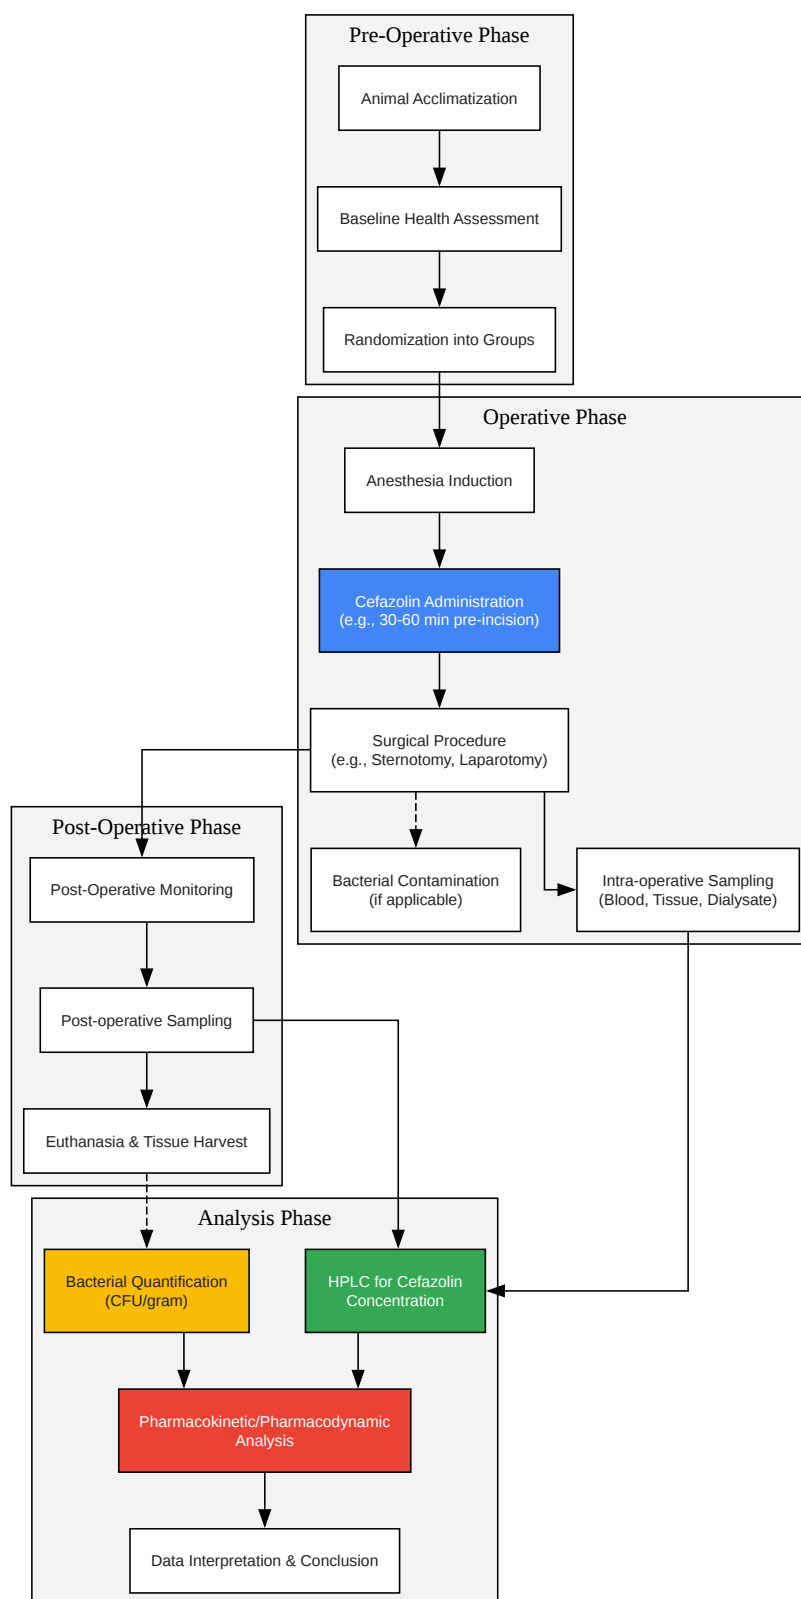 Pre-Operative Phase
Animal Acclimatization
Baseline Health Assessment
Randomization into Groups
Operative Phase
Anesthesia Induction
Cefazolin Administration
(e.g., 30-60 min pre-incision)
Surgical Procedure
(e.g., Sternotomy, Laparotomy)
Bacterial Contamination
(if applicable)
Intra-operative Sampling
(Blood, Tissue, Dialysate)
Post-Operative Phase
Post-Operative Monitoring
Post-operative Sampling
Euthanasia & Tissue Harvest
Analysis Phase
Bacterial Quantification
(CFU/gram)
HPLC for Cefazolin
Concentration
Pharmacokinetic/Pharmacodynamic
Analysis
Data Interpretation & Conclusion